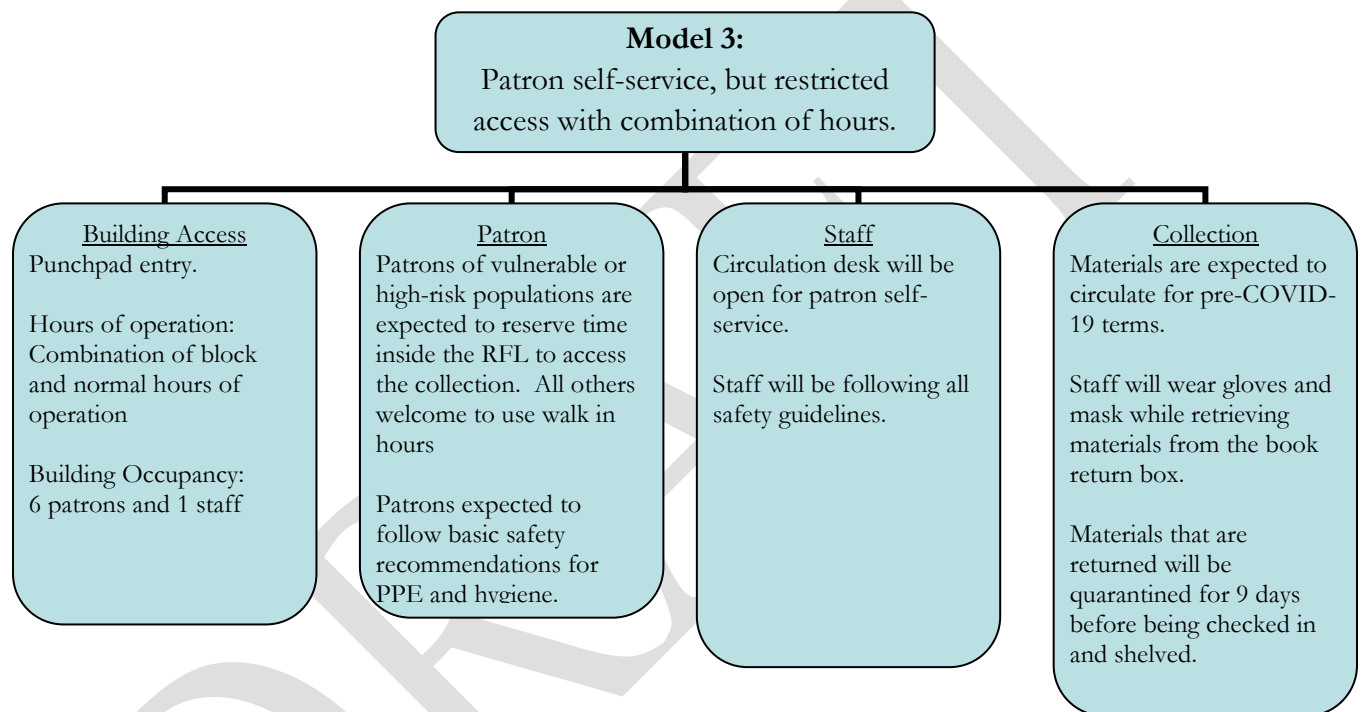 Model 3:
Patron self-service, but restricted
access with combination of hours.
Building Access
Punchpad entry.
Hours of operation:
Combination of block
and normal hours of
operation
Building Occupancy:
6 patrons and 1 staff
Patron
Patrons of vulnerable or
high-risk populations are
expected to reserve time
inside the RFL to access
the collection.  All others
welcome to use walk in
hours
Patrons expected to
follow basic safety
recommendations for
PPE and hygiene.
Staff
Circulation desk will be
open for patron self-
service.
Staff will be following all
safety guidelines.
Collection
Materials are expected to
circulate for pre-COVID-
19 terms.
Staff will wear gloves and
mask while retrieving
materials from the book
return box.
Materials that are
returned will be
quarantined for 9 days
before being checked in
and shelved.